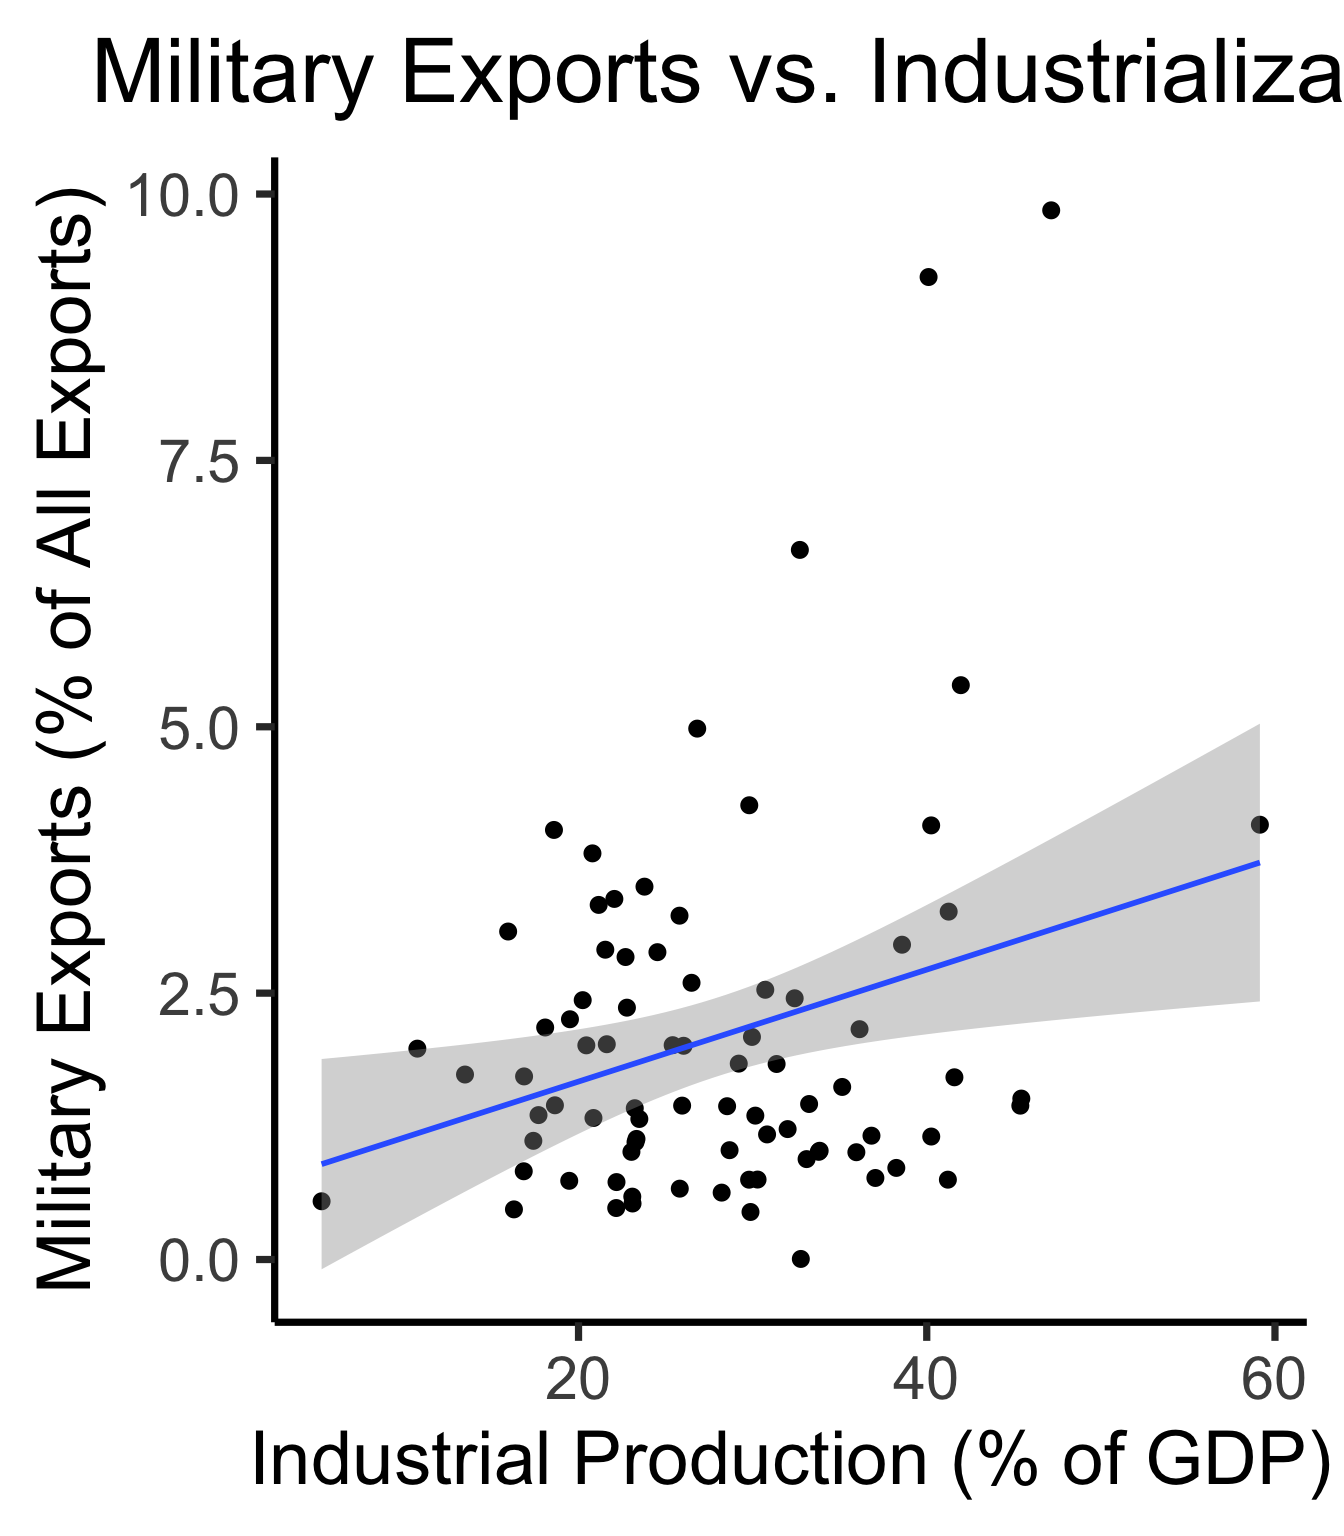 Military Exports vs. Industrializa
Military Exports (% of All Exports)
10.0
7.5
5.0
2.5
0.0
20 40 60
Industrial Production (% of GDP)